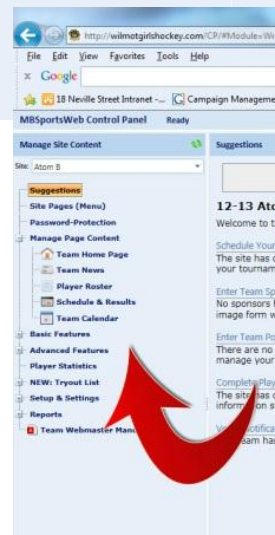 http://wilmotgirlshockey.com/CP/#Module=We
File Edit View Favorites Tools Help
x Google
18 Neville Street Intranet -... Campaign Manageme
MBSportsWeb Control Panel Ready
Manage Site Content
Suggestions
Site: Atom B
Suggestions
Site Pages (Menu)
Password-Protection
Manage Page Content
Team Home Page
Team News
Player Roster
Schedule & Results
Team Calendar
Basic Features
Advanced Features
Player Statistics
NEW: Tryout List
Setup & Settings
Reports
Team Webmaster Man
12-13 Ato
Welcome to t
Schedule Your
The site has
your tournam
Enter Team Sp
No sponsors
image form w
Enter Team Po
There are no
manage your
Complete Play
The site has